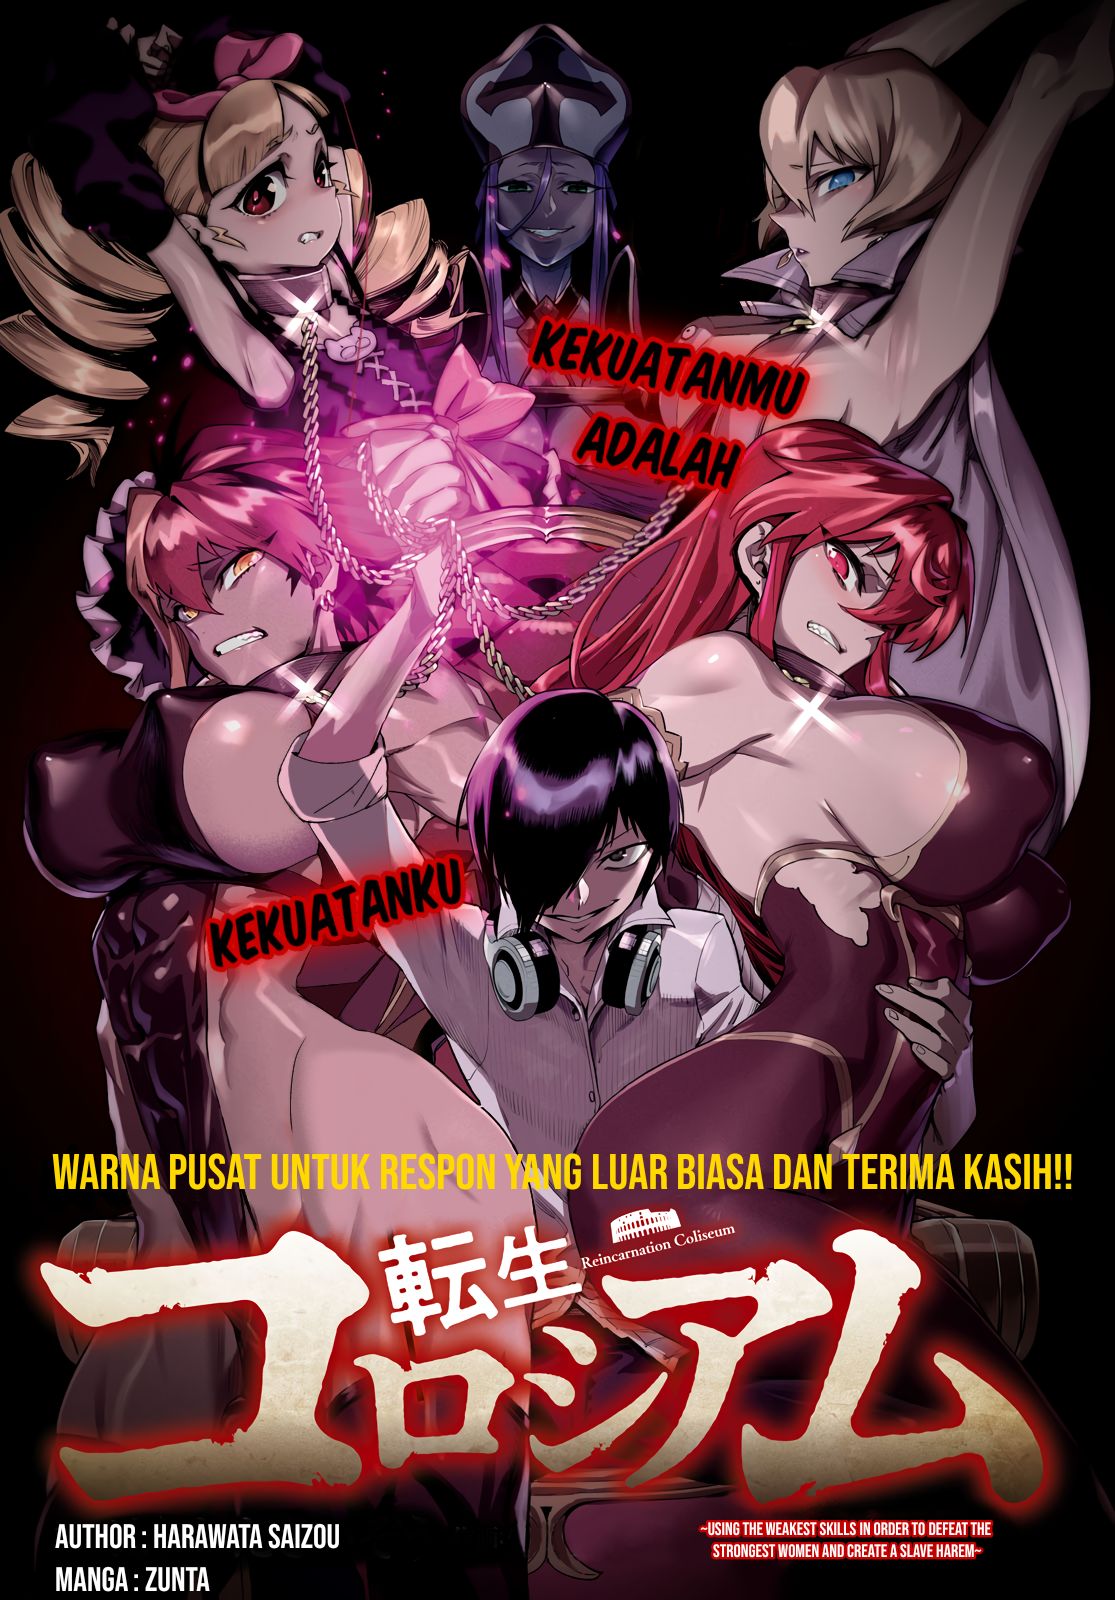 KEKUATANMU
ADALAH
KEKUATANKU
WARNA PUSAT UNTUK RESPON YANG LUAR BIASA DAN TERIMA KASIH!!
転生
Reincarnation Coliseum
コロシアム
~USING THE WEAKEST SKILLS IN ORDER TO DEFEAT THE
STRONGEST WOMEN AND CREATE A SLAVE HAREM~
AUTHOR : HARAWATA SAIZOU
MANGA : ZUNTA